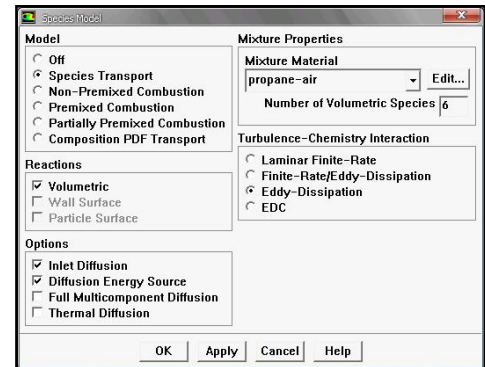 Species Model
Model
Off
Species Transport
Non-Premixed Combustion
Premixed Combustion
Partially Premixed Combustion
Composition PDF Transport
Reactions
Volumetric
Wall Surface
Particle Surface
Options
Inlet Diffusion
Diffusion Energy Source
Full Multicomponent Diffusion
Thermal Diffusion
Mixture Properties
Mixture Material
propane-air Edit...
Number of Volumetric Species 6
Turbulence-Chemistry Interaction
Laminar Finite-Rate
Finite-Rate/Eddy-Dissipation
Eddy-Dissipation
EDC
OK Apply Cancel Help